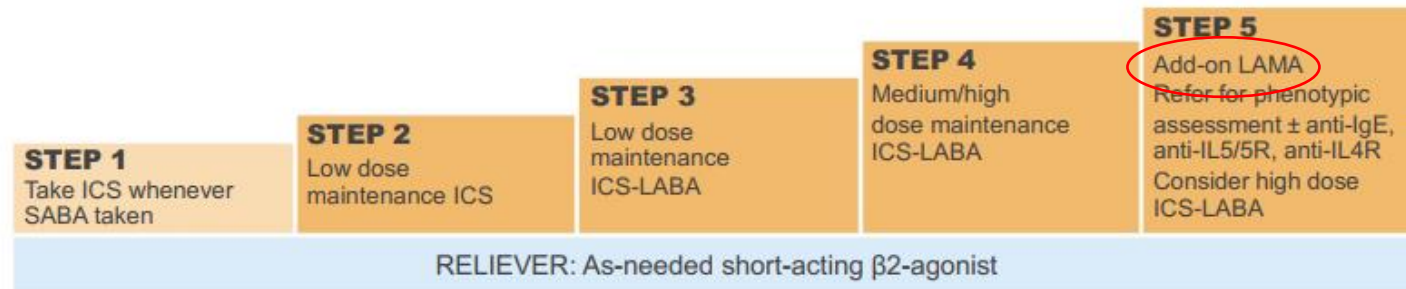 STEP 1
Take ICS whenever
SABA taken
STEP 2
Low dose
maintenance ICS
STEP 3
Low dose
maintenance
ICS-LABA
STEP 4
Medium/high
dose maintenance
ICS-LABA
STEP 5
Add-on LAMA
Refer for phenotypic
assessment ± anti-IgE,
anti-IL5/5R, anti-IL4R
Consider high dose
ICS-LABA
RELIEVER: As-needed short-acting β2-agonist